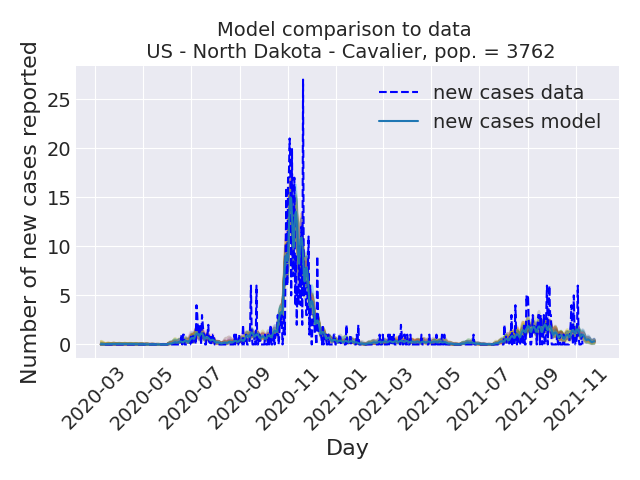 Model comparison to data
US - North Dakota - Cavalier, pop. = 3762
Number of new cases reported
25
20
15
10
5
0
new cases data
new cases model
2020-03
2020-05
2020-07
2020-09
2020-11
2021-01
2021-03
2021-05
2021-07
2021-09
2021-11
Day